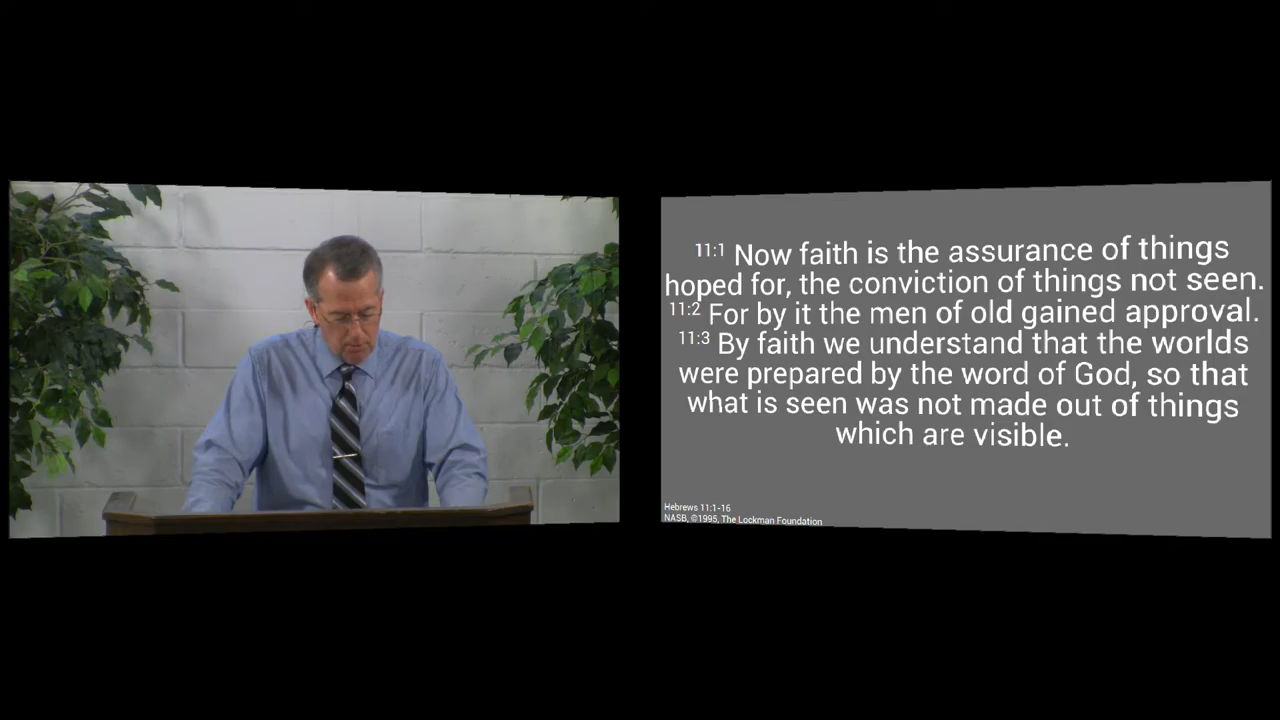 11:1 Now faith is the assurance of things
hoped for, the conviction of things not seen.
11:2 For by it the men of old gained approval.
11:3 By faith we understand that the worlds
were prepared by the word of God, so that
what is seen was not made out of things
which are visible.
Hebrews 11:1-16
NASB, ©1995, The Lockman Foundation